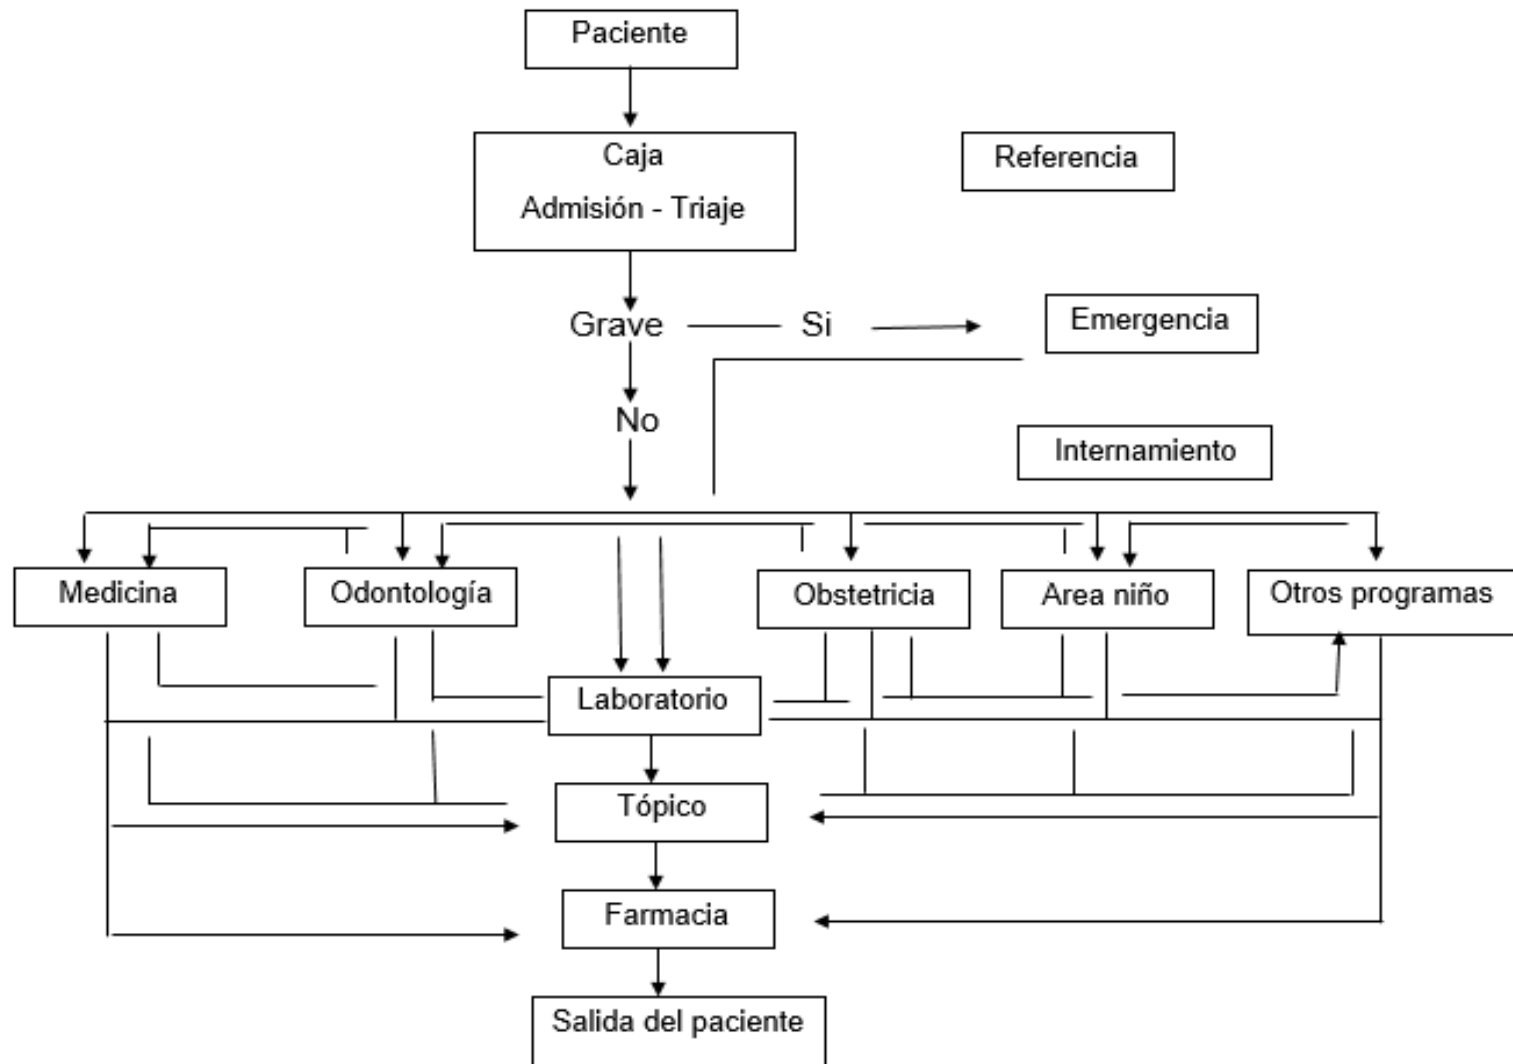 Paciente
Caja
Admisión - Triaje
Referencia
Grave
Si
Emergencia
No
Internamiento
Medicina
Odontología
Obstetricia
Area niño
Otros programas
Laboratorio
Tópico
Farmacia
Salida del paciente